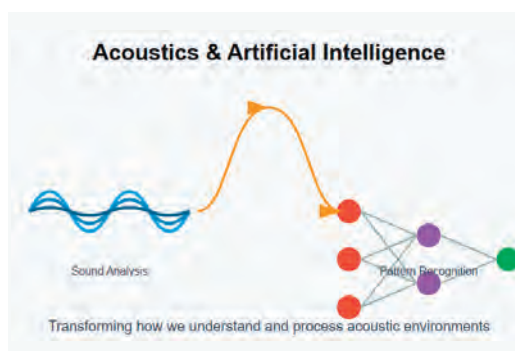 Acoustics & Artificial Intelligence
Sound Analysis
Pattern Recognition
Transforming how we understand and process acoustic environments